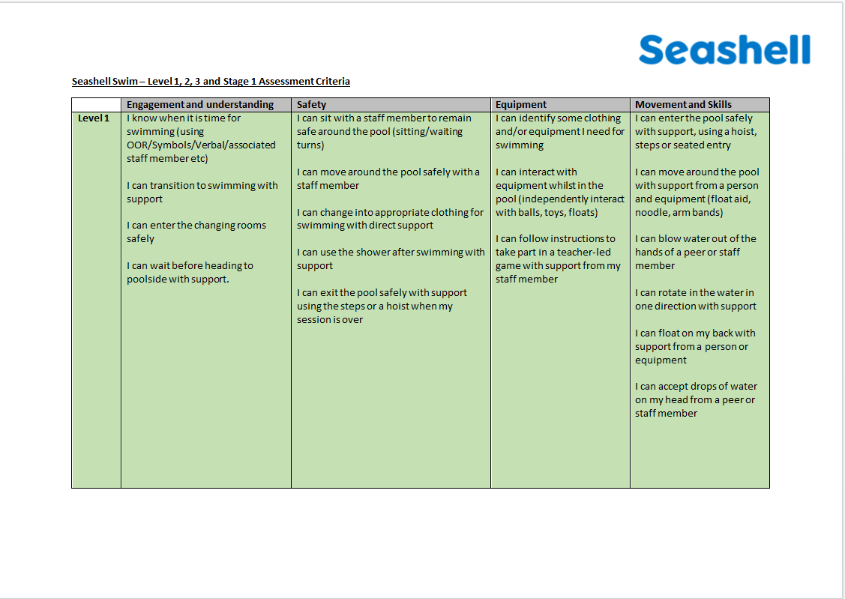 Seashell
Seashell Swim – Level 1, 2, 3 and Stage 1 Assessment Criteria
Engagement and understanding
Safety
Equipment
Movement and Skills
Level 1
I know when it is time for
swimming (using
OOR/Symbols/Verbal/associated
staff member etc)
I can transition to swimming with
support
I can enter the changing rooms
safely
I can wait before heading to
poolside with support.
I can sit with a staff member to remain
safe around the pool (sitting/waiting
turns)
I can move around the pool safely with a
staff member
I can change into appropriate clothing for
swimming with direct support
I can use the shower after swimming with
support
I can exit the pool safely with support
using the steps or a hoist when my
session is over
I can identify some clothing
and/or equipment I need for
swimming
I can interact with
equipment whilst in the
pool (independently interact
with balls, toys, floats)
I can follow instructions to
take part in a teacher-led
game with support from my
staff member
I can enter the pool safely
with support, using a hoist,
steps or seated entry
I can move around the pool
with support from a person
and equipment (float aid,
noodle, arm bands)
I can blow water out of the
hands of a peer or staff
member
I can rotate in the water in
one direction with support
I can float on my back with
support from a person or
equipment
I can accept drops of water
on my head from a peer or
staff member